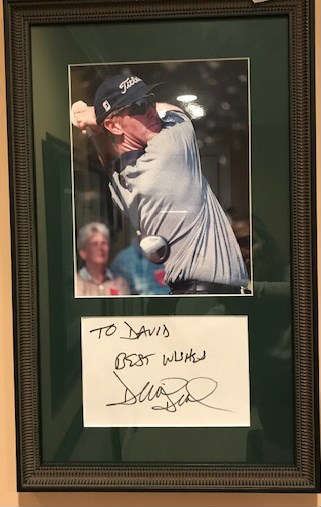 Titleist
TO DAVID
BEST WISHES